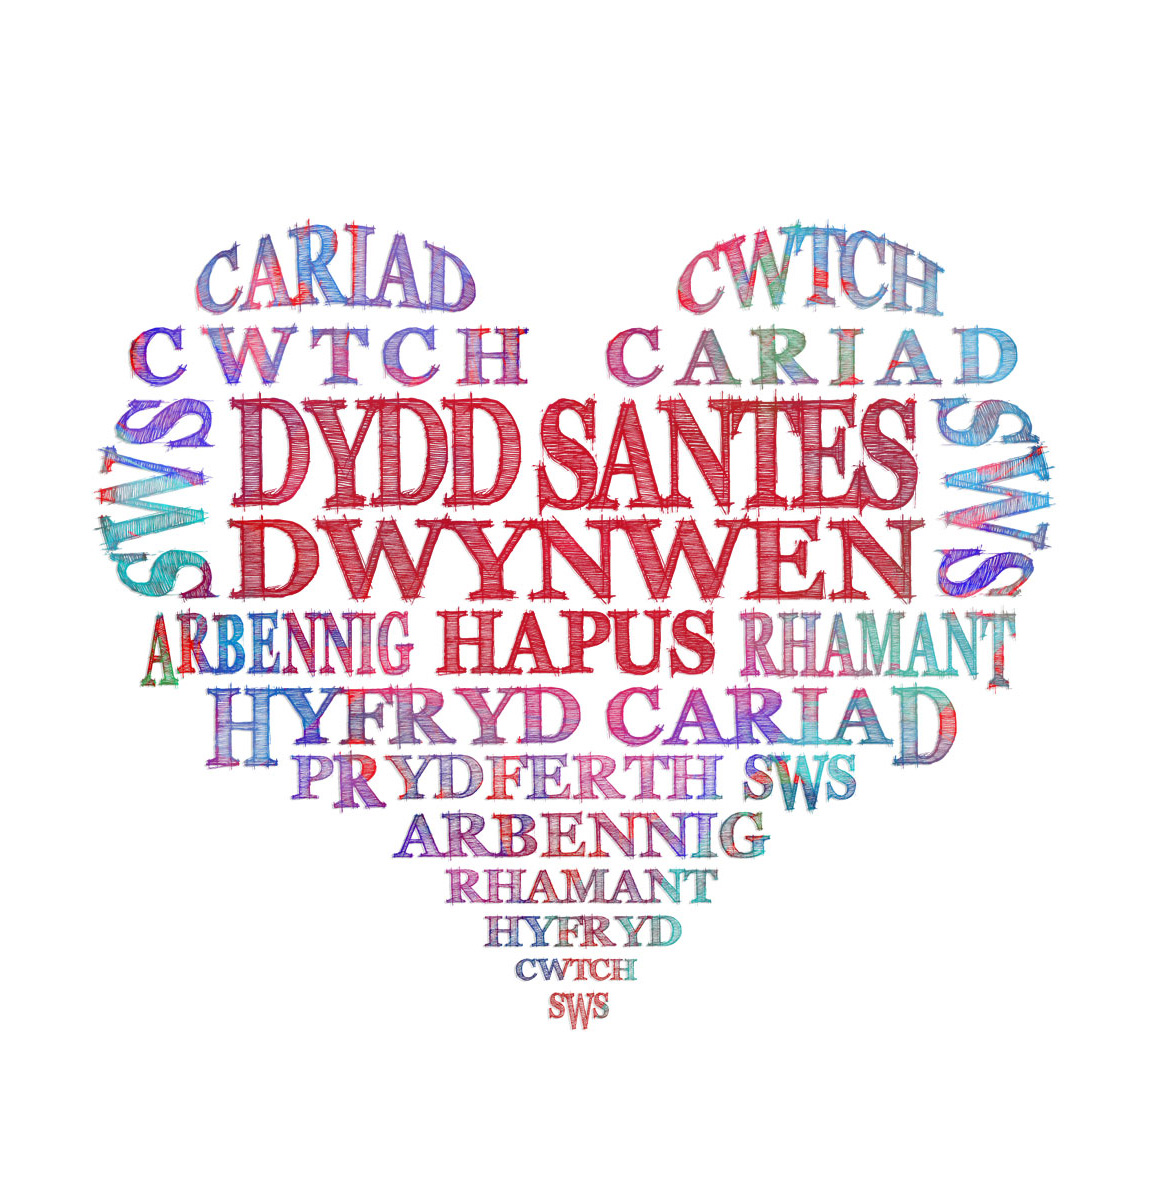 CARIAD CWTCH
CWTCH CARIAD
SWS
DYDD SANTES
SWS
DWYNWEN
ARBENNIG HAPUS RHAMANT
HYFRYD CARIAD
PRYDFERTH SWS
ARBENNIG
RHAMANT
HYFRYD
CWTCH
SWS